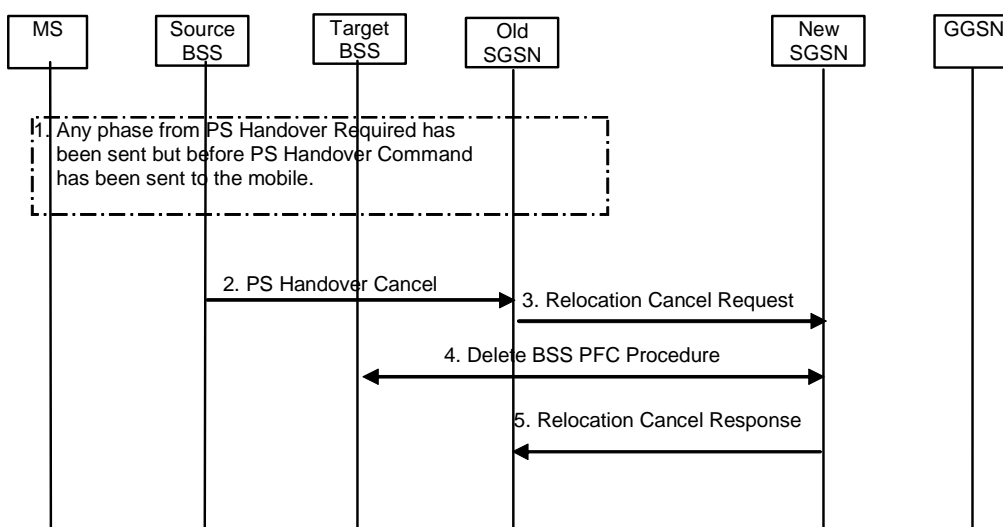 MS
Source
BSS
Target
BSS
Old
SGSN
New
SGSN
GGSN
1. Any phase from PS Handover Required has
been sent but before PS Handover Command
has been sent to the mobile.
2. PS Handover Cancel
3. Relocation Cancel Request
4. Delete BSS PFC Procedure
5. Relocation Cancel Response